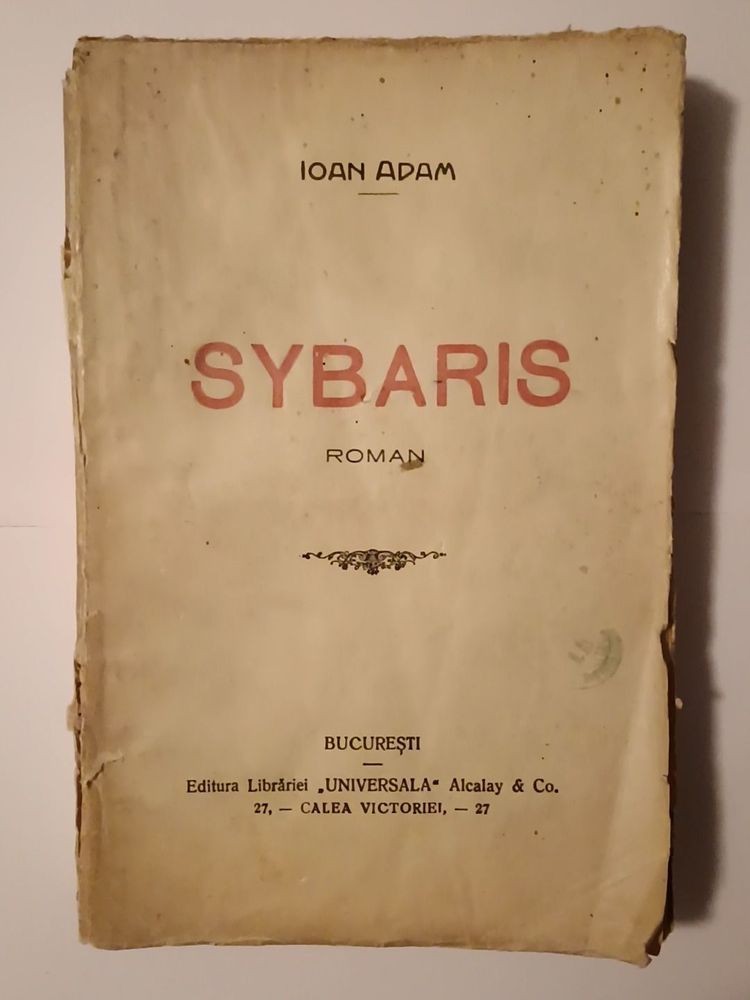 IOAN ADAM
SYBARIS
ROMAN
BUCUREȘTI
Editura Librăriei „UNIVERSALA“ Alcalay & Co.
27, — CALEA VICTORIEI, — 27